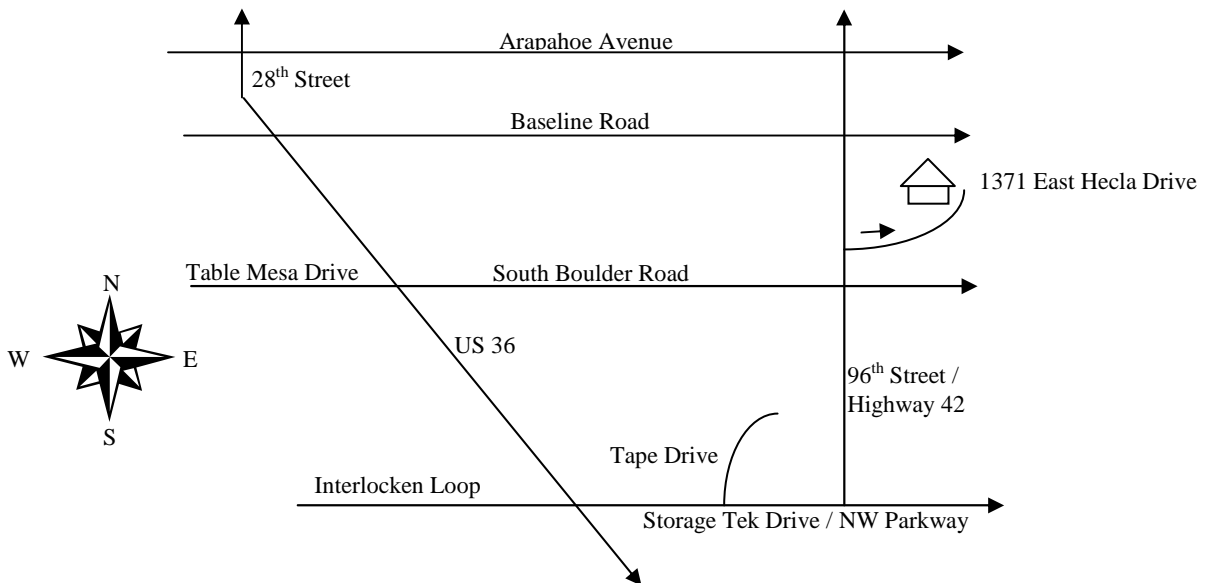 Arapahoe Avenue
28th Street
Baseline Road
1371 East Hecla Drive
Table Mesa Drive
South Boulder Road
N
W
E
S
US 36
96th Street /
Highway 42
Tape Drive
Interlocken Loop
Storage Tek Drive / NW Parkway